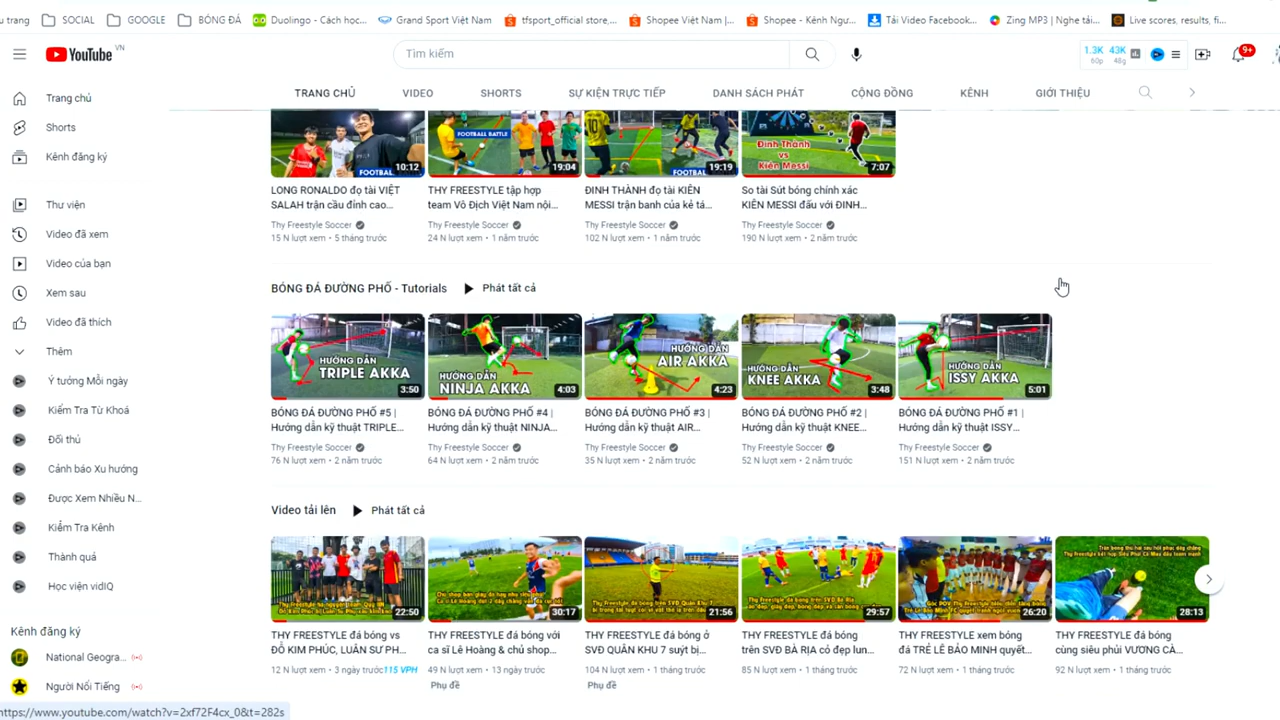 u trang SOCIAL GOOGLE BÓNG ĐÁ Duolingo - Cách học... Grand Sport Việt Nam tfsport_official store,... Shopee Việt Nam |... Shopee - Kênh Ngư... Tải Video Facebook... Zing MP3 | Nghe tải... Live scores, results, fi...
YouTube VN
Tìm kiếm
1.3K 43K
60p 48g
9+
TRANG CHỦ VIDEO SHORTS SỰ KIỆN TRỰC TIẾP DANH SÁCH PHÁT CỘNG ĐỒNG KÊNH GIỚI THIỆU
Trang chủ
Shorts
Kênh đăng ký
Thư viện
Video đã xem
Video của bạn
Xem sau
Video đã thích
Thêm
Ý tưởng Mỗi ngày
Kiểm Tra Từ Khoá
Đối thủ
Cảnh báo Xu hướng
Được Xem Nhiều N...
Kiểm Tra Kênh
Thành quả
Học viện vidIQ
Kênh đăng ký
National Geogra...
Người Nổi Tiếng
FOOTBAL 10:12
FOOTBALL BATTLE 19:04
FOOTBAL 19:19
Đình Thành
vs
Kiên Messi
7:07
LONG RONALDO đọ tài VIỆT
SALAH trận cầu đỉnh cao...
Thy Freestyle Soccer
15 N lượt xem • 5 tháng trước
THY FREESTYLE tập hợp
team Vô Địch Việt Nam nội...
Thy Freestyle Soccer
24 N lượt xem • 1 năm trước
ĐINH THÀNH đọ tài KIÊN
MESSI trận banh của kẻ tá...
Thy Freestyle Soccer
102 N lượt xem • 1 năm trước
So tài Sút bóng chính xác
KIÊN MESSI đấu với ĐINH...
Thy Freestyle Soccer
190 N lượt xem • 2 năm trước
BÓNG ĐÁ ĐƯỜNG PHỐ - Tutorials Phát tất cả
HƯỚNG DẪN
TRIPLE AKKA
3:50
HƯỚNG DẪN
NINJA AKKA
4:03
HƯỚNG DẪN
AIR AKKA
4:23
HƯỚNG DẪN
KNEE AKKA
3:48
HƯỚNG DẪN
ISSY AKKA
5:01
BÓNG ĐÁ ĐƯỜNG PHỐ #5 |
Hướng dẫn kỹ thuật TRIPLE...
Thy Freestyle Soccer
76 N lượt xem • 2 năm trước
BÓNG ĐÁ ĐƯỜNG PHỐ #4 |
Hướng dẫn kỹ thuật NINJA...
Thy Freestyle Soccer
64 N lượt xem • 2 năm trước
BÓNG ĐÁ ĐƯỜNG PHỐ #3 |
Hướng dẫn kỹ thuật AIR...
Thy Freestyle Soccer
35 N lượt xem • 2 năm trước
BÓNG ĐÁ ĐƯỜNG PHỐ #2 |
Hướng dẫn kỹ thuật KNEE...
Thy Freestyle Soccer
52 N lượt xem • 2 năm trước
BÓNG ĐÁ ĐƯỜNG PHỐ #1 |
Hướng dẫn kỹ thuật ISSY...
Thy Freestyle Soccer
151 N lượt xem • 2 năm trước
Video tải lên Phát tất cả
22:50
30:17
21:56
29:57
26:20
28:13
THY FREESTYLE đá bóng vs
ĐỖ KIM PHÚC, LUÂN SƯ PH...
12 N lượt xem • 3 ngày trước 115 VPH
THY FREESTYLE đá bóng với
ca sĩ Lê Hoàng & chủ shop...
49 N lượt xem • 13 ngày trước
Phụ đề
THY FREESTYLE đá bóng ở
SVĐ QUÂN KHU 7 suýt bị...
104 N lượt xem • 1 tháng trước
Phụ đề
THY FREESTYLE đá bóng
trên SVĐ BÀ RỊA cỏ đẹp lun...
85 N lượt xem • 1 tháng trước
THY FREESTYLE xem bóng
đá TRẺ LÊ BẢO MINH quyết...
72 N lượt xem • 1 tháng trước
THY FREESTYLE đá bóng
cùng siêu phủi VƯƠNG CÀ...
92 N lượt xem • 1 tháng trước
https://www.youtube.com/watch?v=2xf72F4cx_0&t=282s